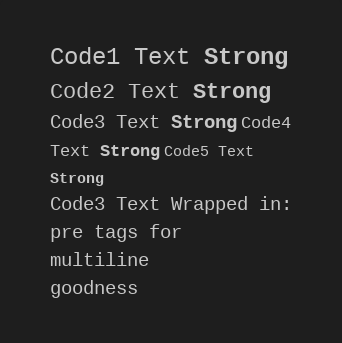 Code1 Text Strong
Code2 Text Strong
Code3 Text Strong Code4
Text Strong Code5 Text
Strong
Code3 Text Wrapped in:
pre tags for
multiline
goodness